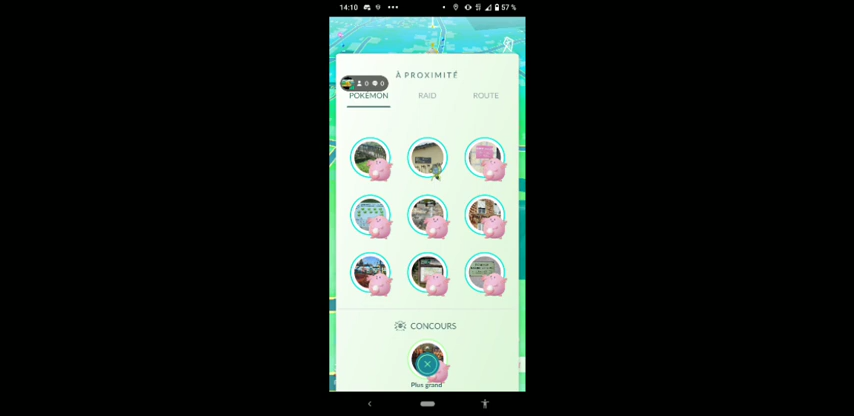 14:10 57 %
À PROXIMITÉ
0 0
POKÉMON RAID ROUTE
CONCOURS
Plus grand